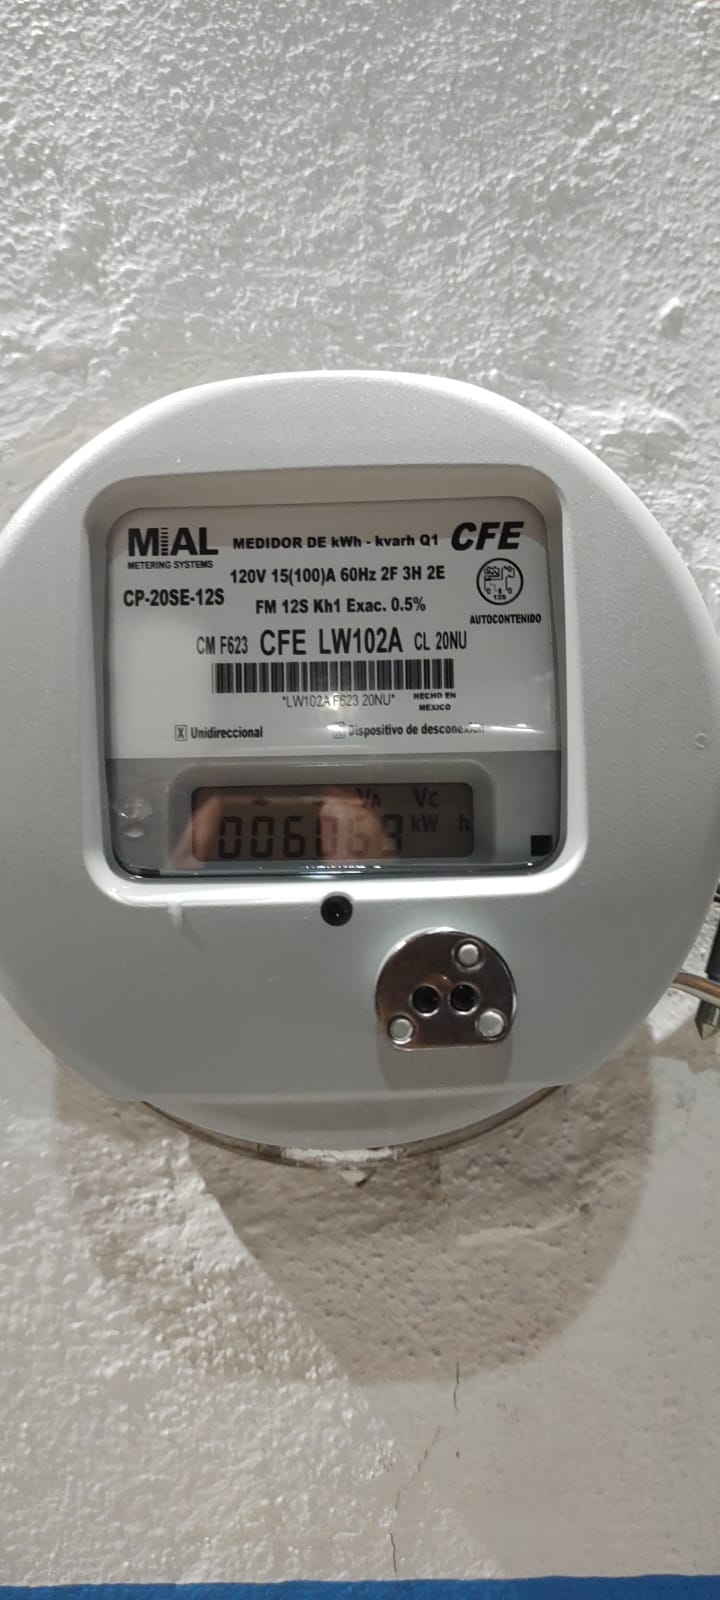 MIAL
METERING SYSTEMS
MEDIDOR DE kWh - kvarh Q1
CFE
120V 15(100)A 60Hz 2F 3H 2E
CP-20SE-12S
FM 12S Kh1 Exac. 0.5%
12S
AUTOCONTENIDO
CM F623 CFE LW102A CL 20NU
*LW102A F623 20NU*
HECHO EN
MEXICO
X Unidireccional
X Dispositivo de desconexión
VA VC
006063 kW h